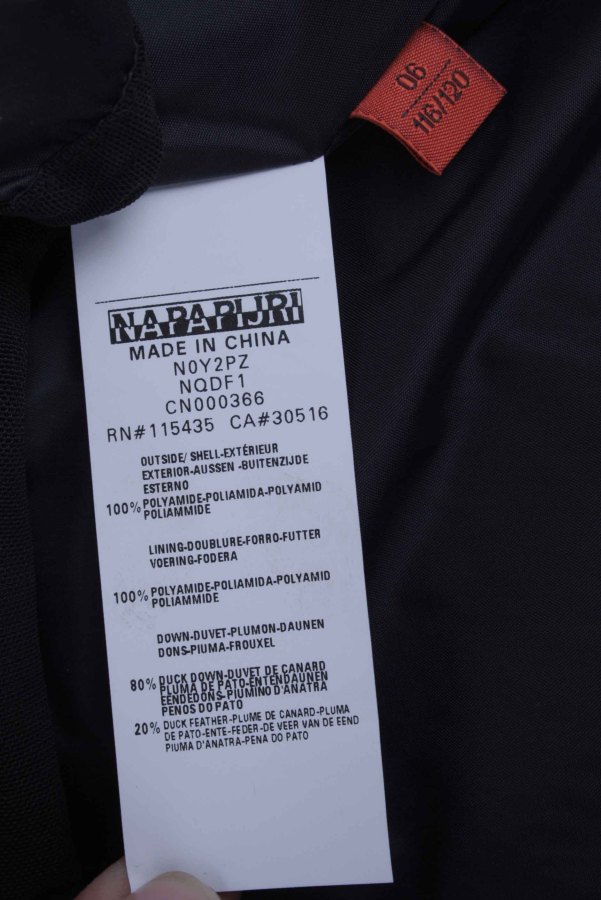 06
116/120
NAPAPIJRI
MADE IN CHINA
N0Y2PZ
NQDF1
CN000366
RN#115435 CA#30516
OUTSIDE/ SHELL-EXTÉRIEUR
EXTERIOR-AUSSEN -BUITENZIJDE
ESTERNO
100% POLYAMIDE-POLIAMIDA-POLYAMID
POLIAMMIDE
LINING-DOUBLURE-FORRO-FUTTER
VOERING-FODERA
100% POLYAMIDE-POLIAMIDA-POLYAMID
POLIAMMIDE
DOWN-DUVET-PLUMON-DAUNEN
DONS-PIUMA-FROUXEL
80% DUCK DOWN-DUVET DE CANARD
PLUMA DE PATO-ENTENDAUNEN
EENDEDONS-PIUMINO D'ANATRA
PENOS DO PATO
20% DUCK FEATHER-PLUME DE CANARD-PLUMA
DE PATO-ENTE-FEDER-DE VEER VAN DE EEND
PIUMA D'ANATRA-PENA DO PATO